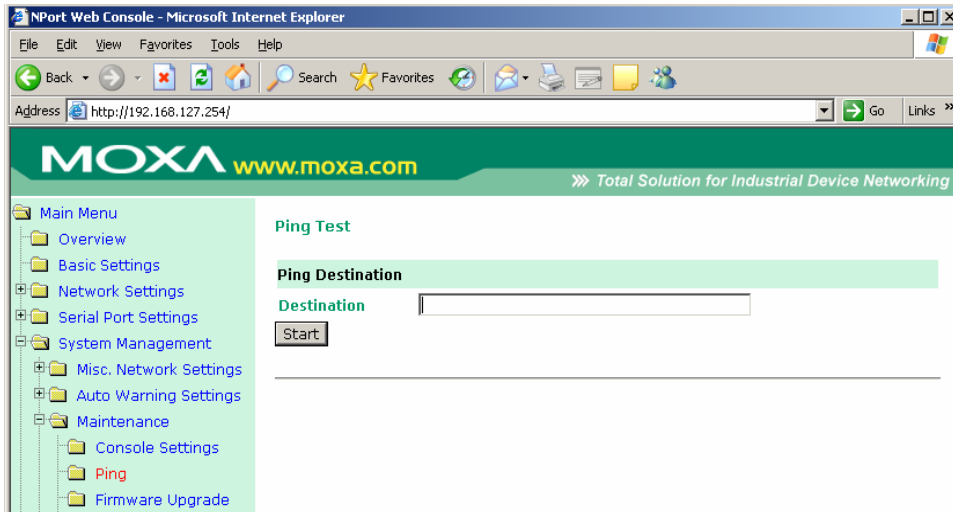 NPort Web Console - Microsoft Internet Explorer
File Edit View Favorites Tools Help
Back Search Favorites
Address http://192.168.127.254/ Go Links »
MOXA www.moxa.com
Total Solution for Industrial Device Networking
Main Menu
Overview
Basic Settings
Network Settings
Serial Port Settings
System Management
Misc. Network Settings
Auto Warning Settings
Maintenance
Console Settings
Ping
Firmware Upgrade
Ping Test
Ping Destination
Destination
Start